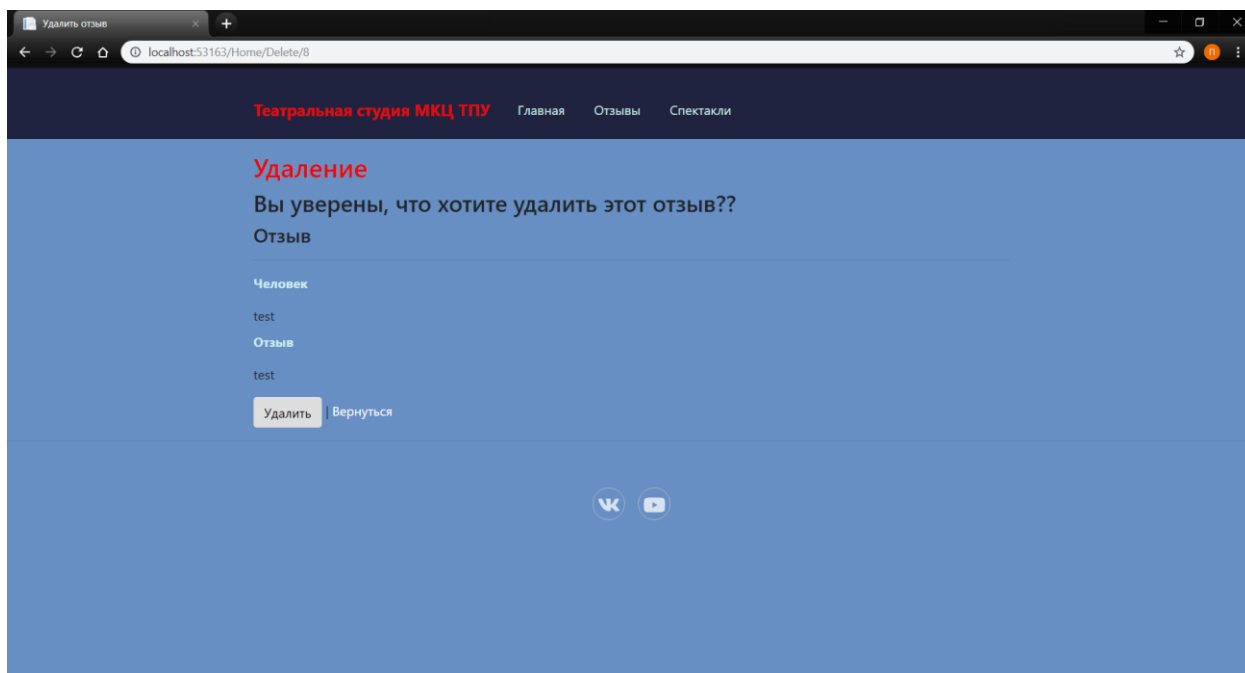 Удалить отзыв
localhost:53163/Home/Delete/8
п
Театральная студия МКЦ ТПУ Главная Отзывы Спектакли
Удаление
Вы уверены, что хотите удалить этот отзыв??
Отзыв
Человек
test
Отзыв
test
Удалить | Вернуться